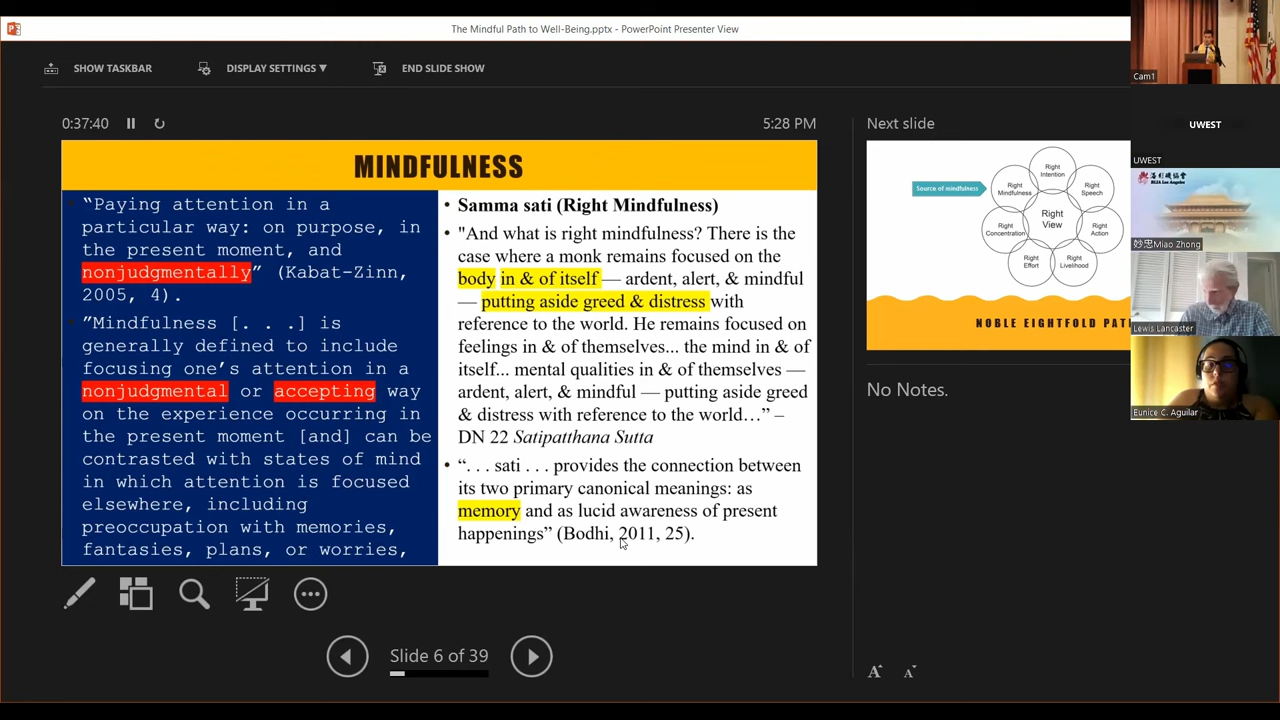 The Mindful Path to Well-Being.pptx - PowerPoint Presenter View
SHOW TASKBAR
DISPLAY SETTINGS ▼
END SLIDE SHOW
0:37:40
5:28 PM
MINDFULNESS
"Paying attention in a
particular way: on purpose, in
the present moment, and
nonjudgmentally" (Kabat-Zinn,
2005, 4).
"Mindfulness [. . .] is
generally defined to include
focusing one's attention in a
nonjudgmental or accepting way
on the experience occurring in
the present moment [and] can be
contrasted with states of mind
in which attention is focused
elsewhere, including
preoccupation with memories,
fantasies, plans, or worries,
• Samma sati (Right Mindfulness)
• "And what is right mindfulness? There is the
case where a monk remains focused on the
body in & of itself — ardent, alert, & mindful
— putting aside greed & distress with
reference to the world. He remains focused on
feelings in & of themselves... the mind in & of
itself... mental qualities in & of themselves —
ardent, alert, & mindful — putting aside greed
& distress with reference to the world…" –
DN 22 Satipatthana Sutta
• ". . . sati . . . provides the connection between
its two primary canonical meanings: as
memory and as lucid awareness of present
happenings" (Bodhi, 2011, 25).
Slide 6 of 39
Next slide
Source of mindfulness
Right
Intention
Right
Mindfulness
Right
Speech
Right
View
Right
Concentration
Right
Action
Right
Effort
Right
Livelihood
NOBLE EIGHTFOLD PAT
No Notes.
A
A
Cam1
UWEST
UWEST
BLIA Los Angeles
妙忠Miao Zhong
Lewis Lancaster
Eunice C. Aguilar